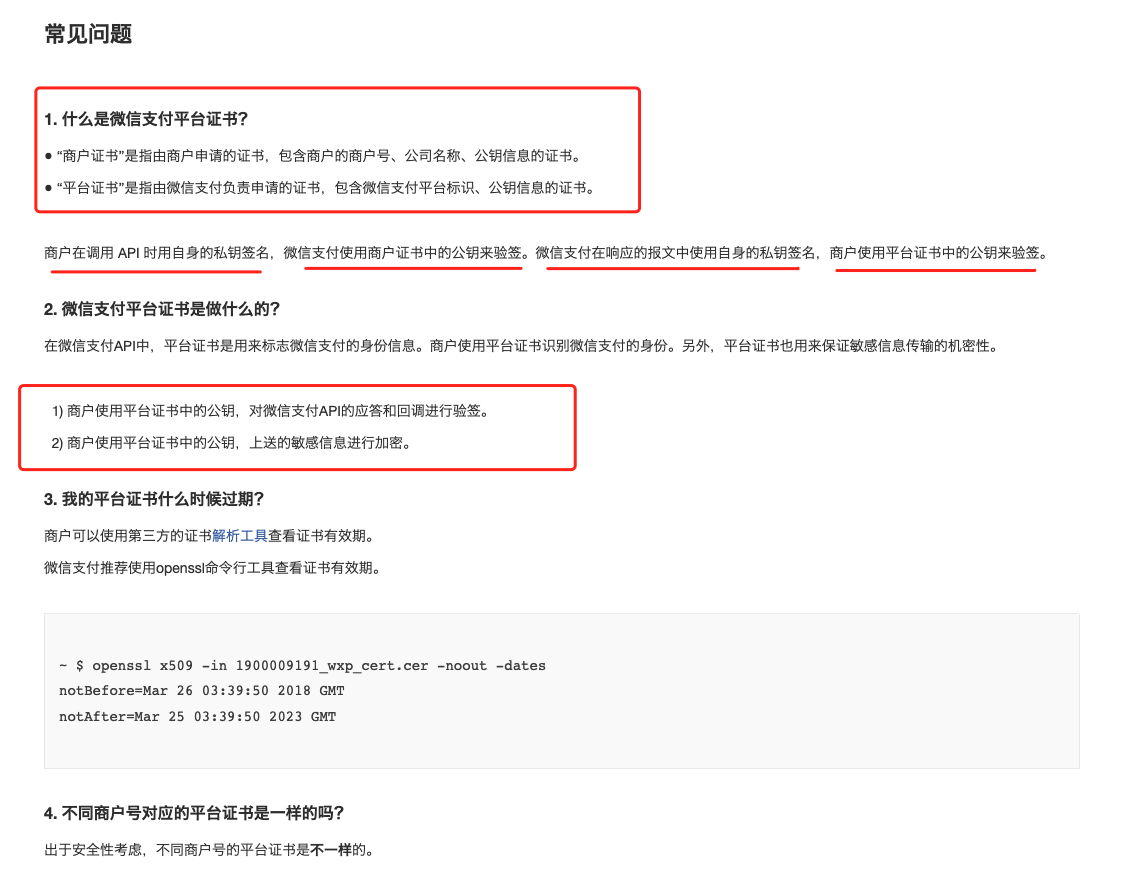 常见问题
1. 什么是微信支付平台证书?
● “商户证书”是指由商户申请的证书，包含商户的商户号、公司名称、公钥信息的证书。
● “平台证书”是指由微信支付负责申请的证书，包含微信支付平台标识、公钥信息的证书。
商户在调用 API 时用自身的私钥签名，微信支付使用商户证书中的公钥来验签。微信支付在响应的报文中使用自身的私钥签名，商户使用平台证书中的公钥来验签。
2. 微信支付平台证书是做什么的?
在微信支付API中，平台证书是用来标志微信支付的身份信息。商户使用平台证书识别微信支付的身份。另外，平台证书也用来保证敏感信息传输的机密性。
1) 商户使用平台证书中的公钥，对微信支付API的应答和回调进行验签。
2) 商户使用平台证书中的公钥，上送的敏感信息进行加密。
3. 我的平台证书什么时候过期?
商户可以使用第三方的证书解析工具查看证书有效期。
微信支付推荐使用openssl命令行工具查看证书有效期。
~ $ openssl x509 -in 1900009191_wxp_cert.cer -noout -dates
notBefore=Mar 26 03:39:50 2018 GMT
notAfter=Mar 25 03:39:50 2023 GMT
4. 不同商户号对应的平台证书是一样的吗?
出于安全性考虑，不同商户号的平台证书是不一样的。